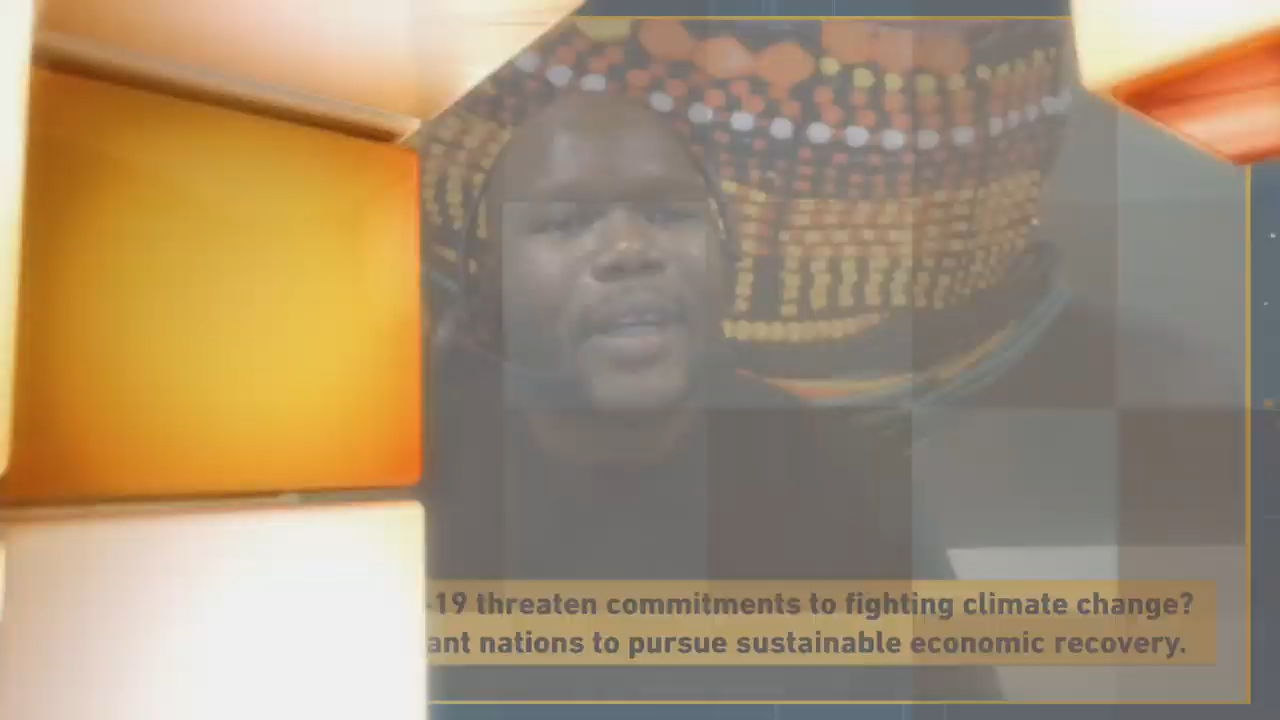 -19 threaten commitments to fighting climate change?
ant nations to pursue sustainable economic recovery.